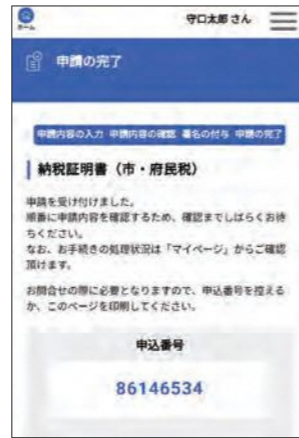 ホーム
守口太郎 さん
申請の完了
申請内容の入力 申請内容の確認 署名の付与 申請の完了
納税証明書（市・府民税）
申請を受け付けました。
順番に申請内容を確認するため、確認までしばらくお待
ちください。
なお、お手続きの処理状況は「マイページ」からご確認
頂けます。
お問合せの際に必要となりますので、申込番号を控える
か、このページを印刷してください。
申込番号
86146534